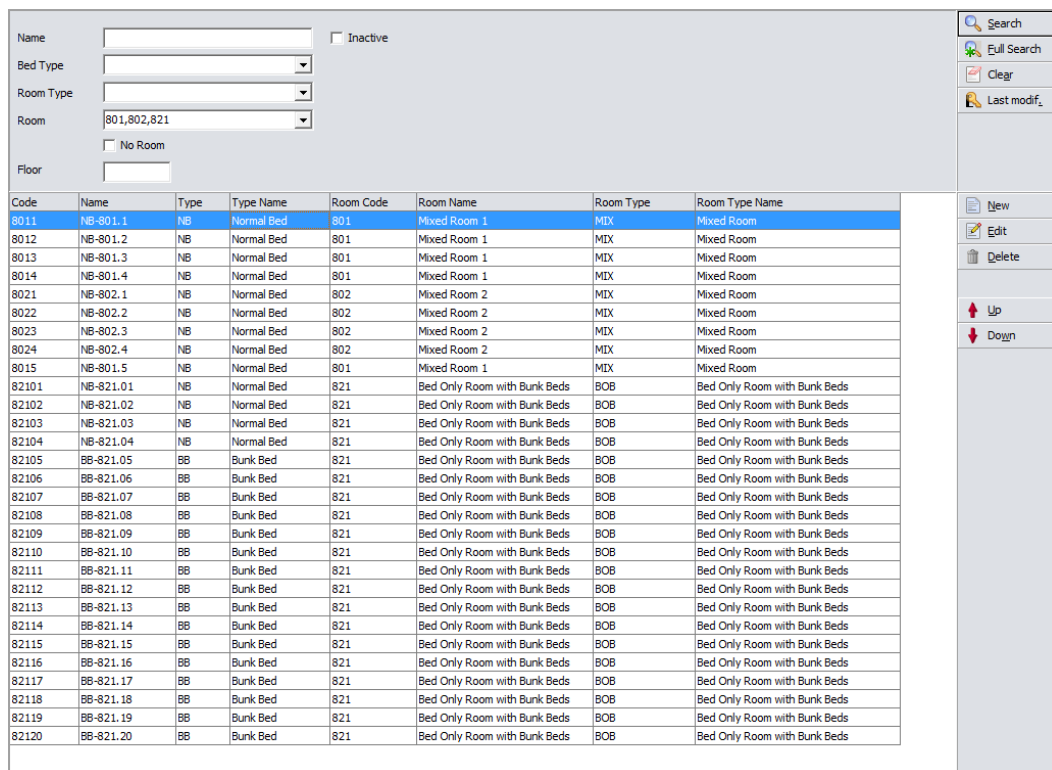 Name Inactive Search
Bed Type Full Search
Room Type Clear
Room 801,802,821 Last modif.
No Room
Floor
Code Name Type Type Name Room Code Room Name Room Type Room Type Name New
8011 NB-801.1 NB Normal Bed 801 Mixed Room 1 MIX Mixed Room
8012 NB-801.2 NB Normal Bed 801 Mixed Room 1 MIX Mixed Room Edit
8013 NB-801.3 NB Normal Bed 801 Mixed Room 1 MIX Mixed Room Delete
8014 NB-801.4 NB Normal Bed 801 Mixed Room 1 MIX Mixed Room
8021 NB-802.1 NB Normal Bed 802 Mixed Room 2 MIX Mixed Room
8022 NB-802.2 NB Normal Bed 802 Mixed Room 2 MIX Mixed Room Up
8023 NB-802.3 NB Normal Bed 802 Mixed Room 2 MIX Mixed Room Down
8024 NB-802.4 NB Normal Bed 802 Mixed Room 2 MIX Mixed Room
8015 NB-801.5 NB Normal Bed 801 Mixed Room 1 MIX Mixed Room
82101 NB-821.01 NB Normal Bed 821 Bed Only Room with Bunk Beds BOB Bed Only Room with Bunk Beds
82102 NB-821.02 NB Normal Bed 821 Bed Only Room with Bunk Beds BOB Bed Only Room with Bunk Beds
82103 NB-821.03 NB Normal Bed 821 Bed Only Room with Bunk Beds BOB Bed Only Room with Bunk Beds
82104 NB-821.04 NB Normal Bed 821 Bed Only Room with Bunk Beds BOB Bed Only Room with Bunk Beds
82105 BB-821.05 BB Bunk Bed 821 Bed Only Room with Bunk Beds BOB Bed Only Room with Bunk Beds
82106 BB-821.06 BB Bunk Bed 821 Bed Only Room with Bunk Beds BOB Bed Only Room with Bunk Beds
82107 BB-821.07 BB Bunk Bed 821 Bed Only Room with Bunk Beds BOB Bed Only Room with Bunk Beds
82108 BB-821.08 BB Bunk Bed 821 Bed Only Room with Bunk Beds BOB Bed Only Room with Bunk Beds
82109 BB-821.09 BB Bunk Bed 821 Bed Only Room with Bunk Beds BOB Bed Only Room with Bunk Beds
82110 BB-821.10 BB Bunk Bed 821 Bed Only Room with Bunk Beds BOB Bed Only Room with Bunk Beds
82111 BB-821.11 BB Bunk Bed 821 Bed Only Room with Bunk Beds BOB Bed Only Room with Bunk Beds
82112 BB-821.12 BB Bunk Bed 821 Bed Only Room with Bunk Beds BOB Bed Only Room with Bunk Beds
82113 BB-821.13 BB Bunk Bed 821 Bed Only Room with Bunk Beds BOB Bed Only Room with Bunk Beds
82114 BB-821.14 BB Bunk Bed 821 Bed Only Room with Bunk Beds BOB Bed Only Room with Bunk Beds
82115 BB-821.15 BB Bunk Bed 821 Bed Only Room with Bunk Beds BOB Bed Only Room with Bunk Beds
82116 BB-821.16 BB Bunk Bed 821 Bed Only Room with Bunk Beds BOB Bed Only Room with Bunk Beds
82117 BB-821.17 BB Bunk Bed 821 Bed Only Room with Bunk Beds BOB Bed Only Room with Bunk Beds
82118 BB-821.18 BB Bunk Bed 821 Bed Only Room with Bunk Beds BOB Bed Only Room with Bunk Beds
82119 BB-821.19 BB Bunk Bed 821 Bed Only Room with Bunk Beds BOB Bed Only Room with Bunk Beds
82120 BB-821.20 BB Bunk Bed 821 Bed Only Room with Bunk Beds BOB Bed Only Room with Bunk Beds